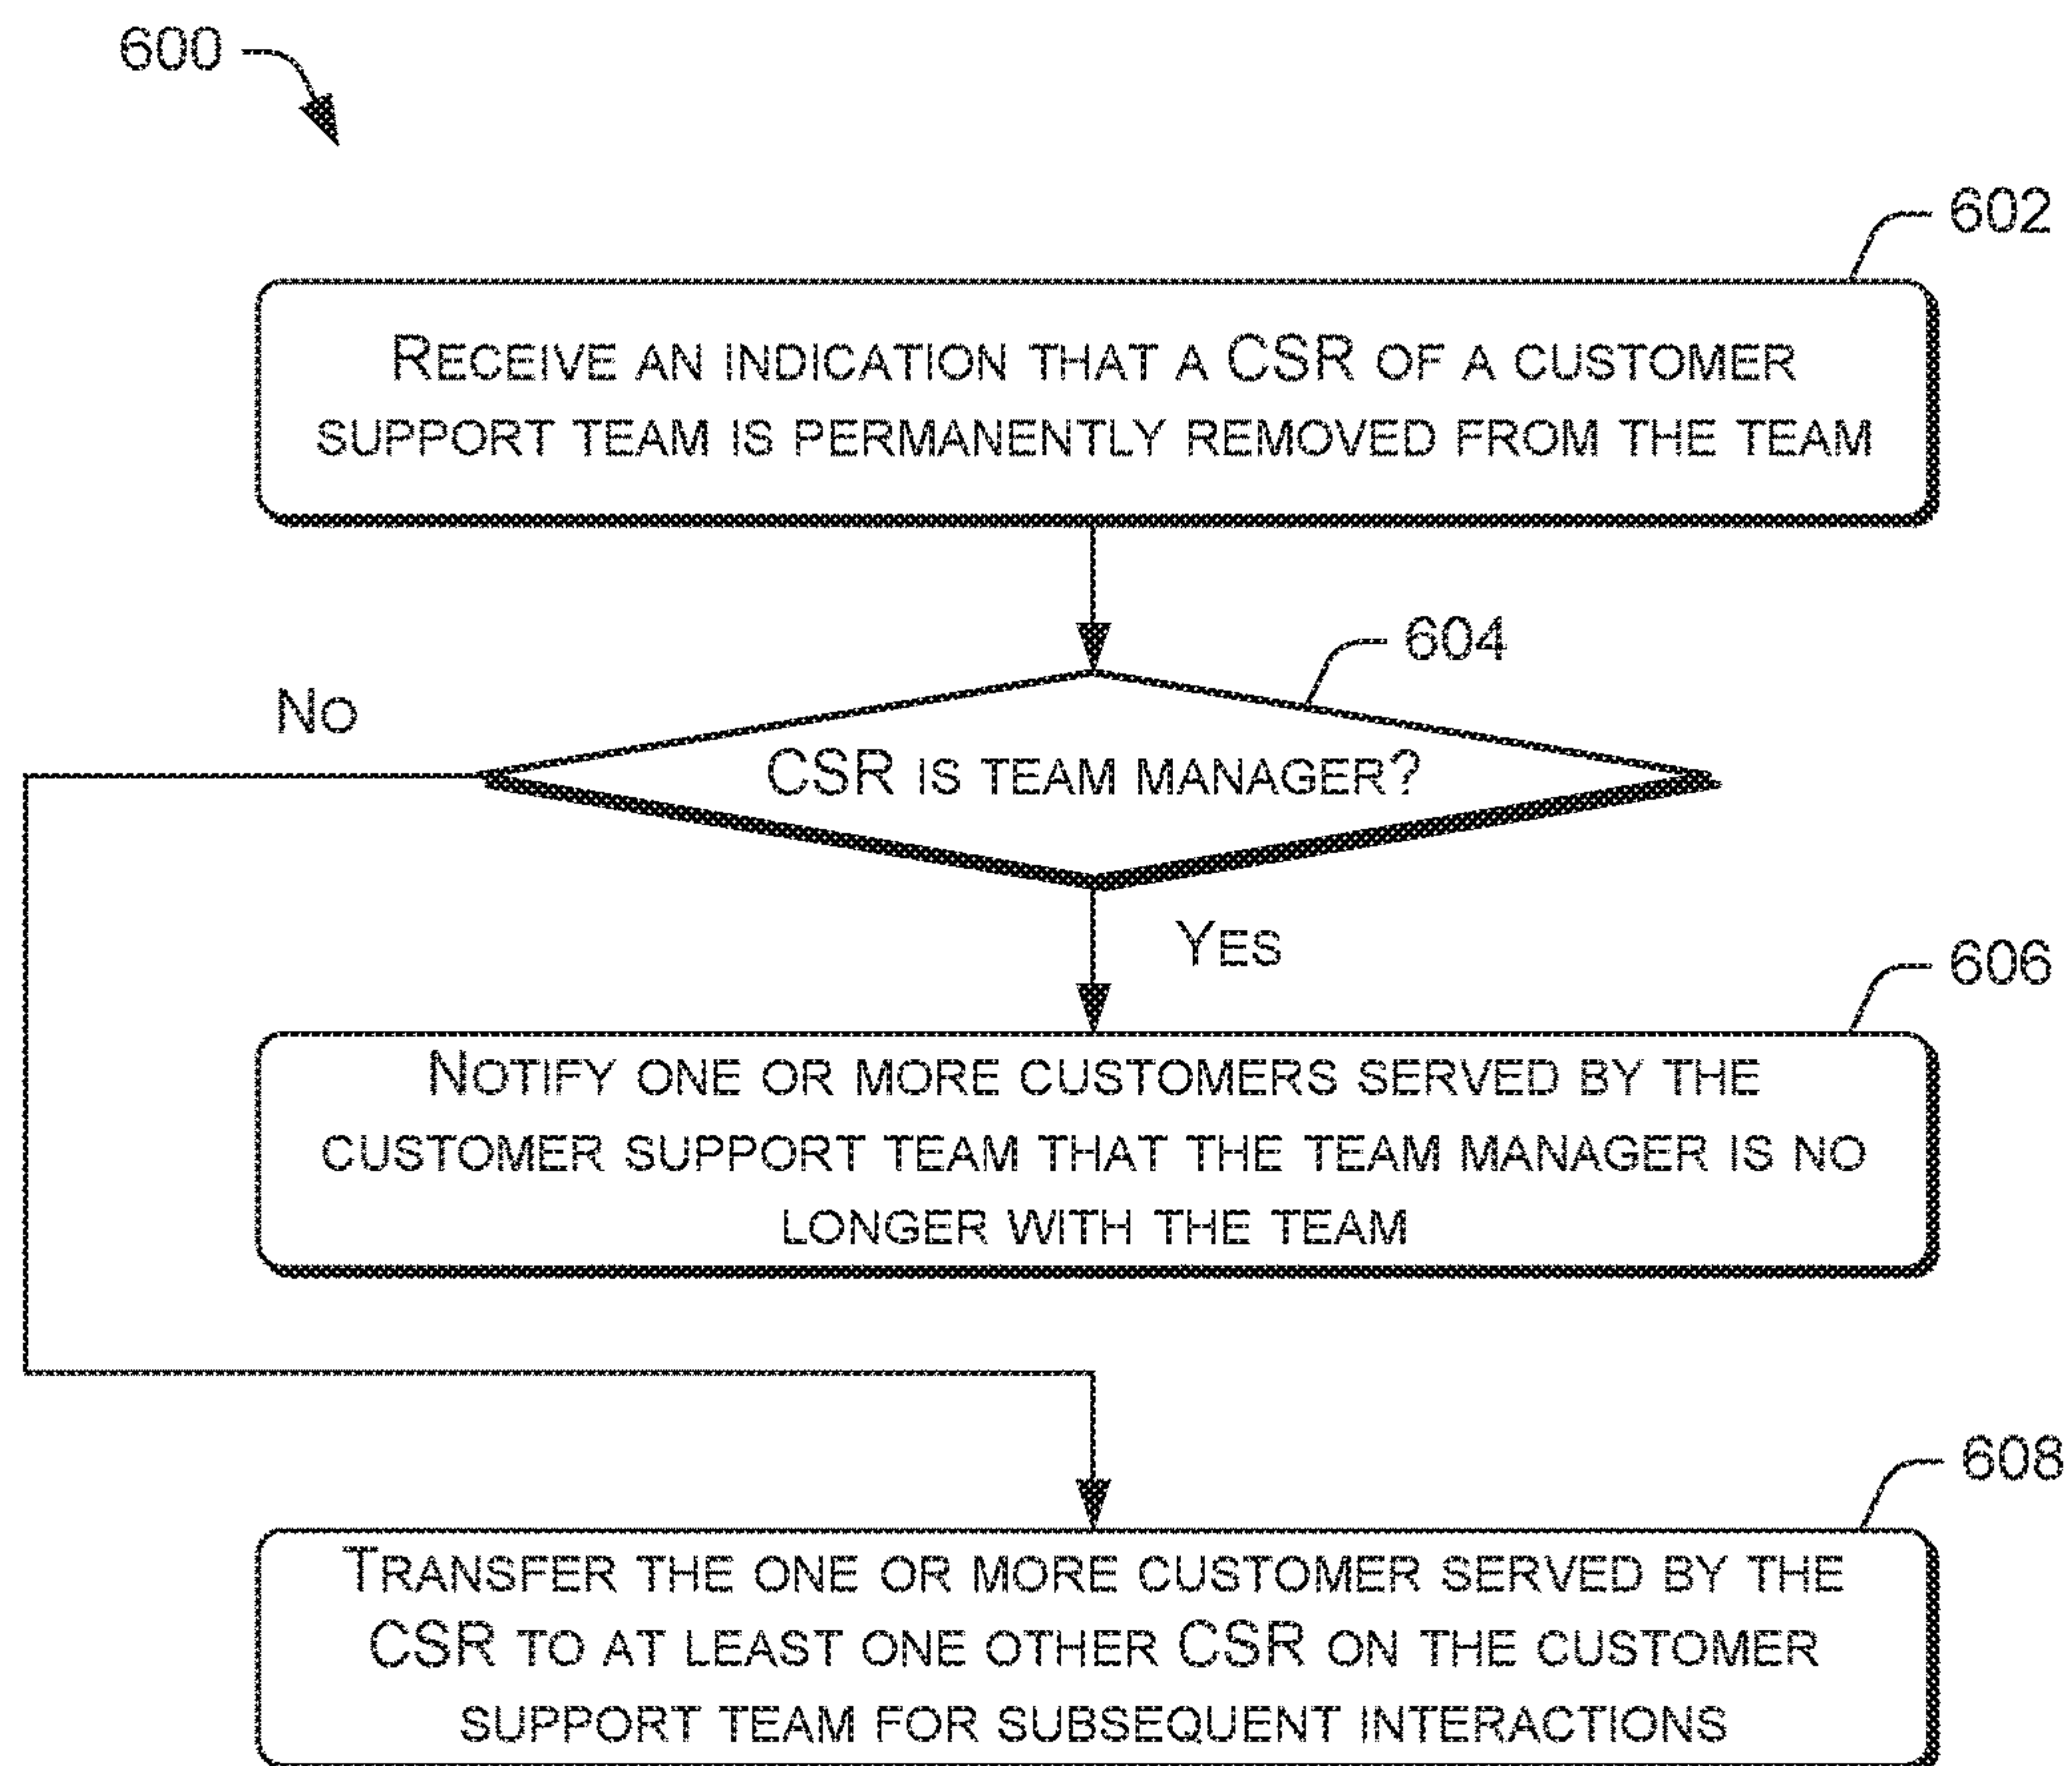 600
602
RECEIVE AN INDICATION THAT A CSR OF A CUSTOMER
SUPPORT TEAM IS PERMANENTLY REMOVED FROM THE TEAM
604
NO
CSR IS TEAM MANAGER?
YES
606
NOTIFY ONE OR MORE CUSTOMERS SERVED BY THE
CUSTOMER SUPPORT TEAM THAT THE TEAM MANAGER IS NO
LONGER WITH THE TEAM
608
TRANSFER THE ONE OR MORE CUSTOMER SERVED BY THE
CSR TO AT LEAST ONE OTHER CSR ON THE CUSTOMER
SUPPORT TEAM FOR SUBSEQUENT INTERACTIONS